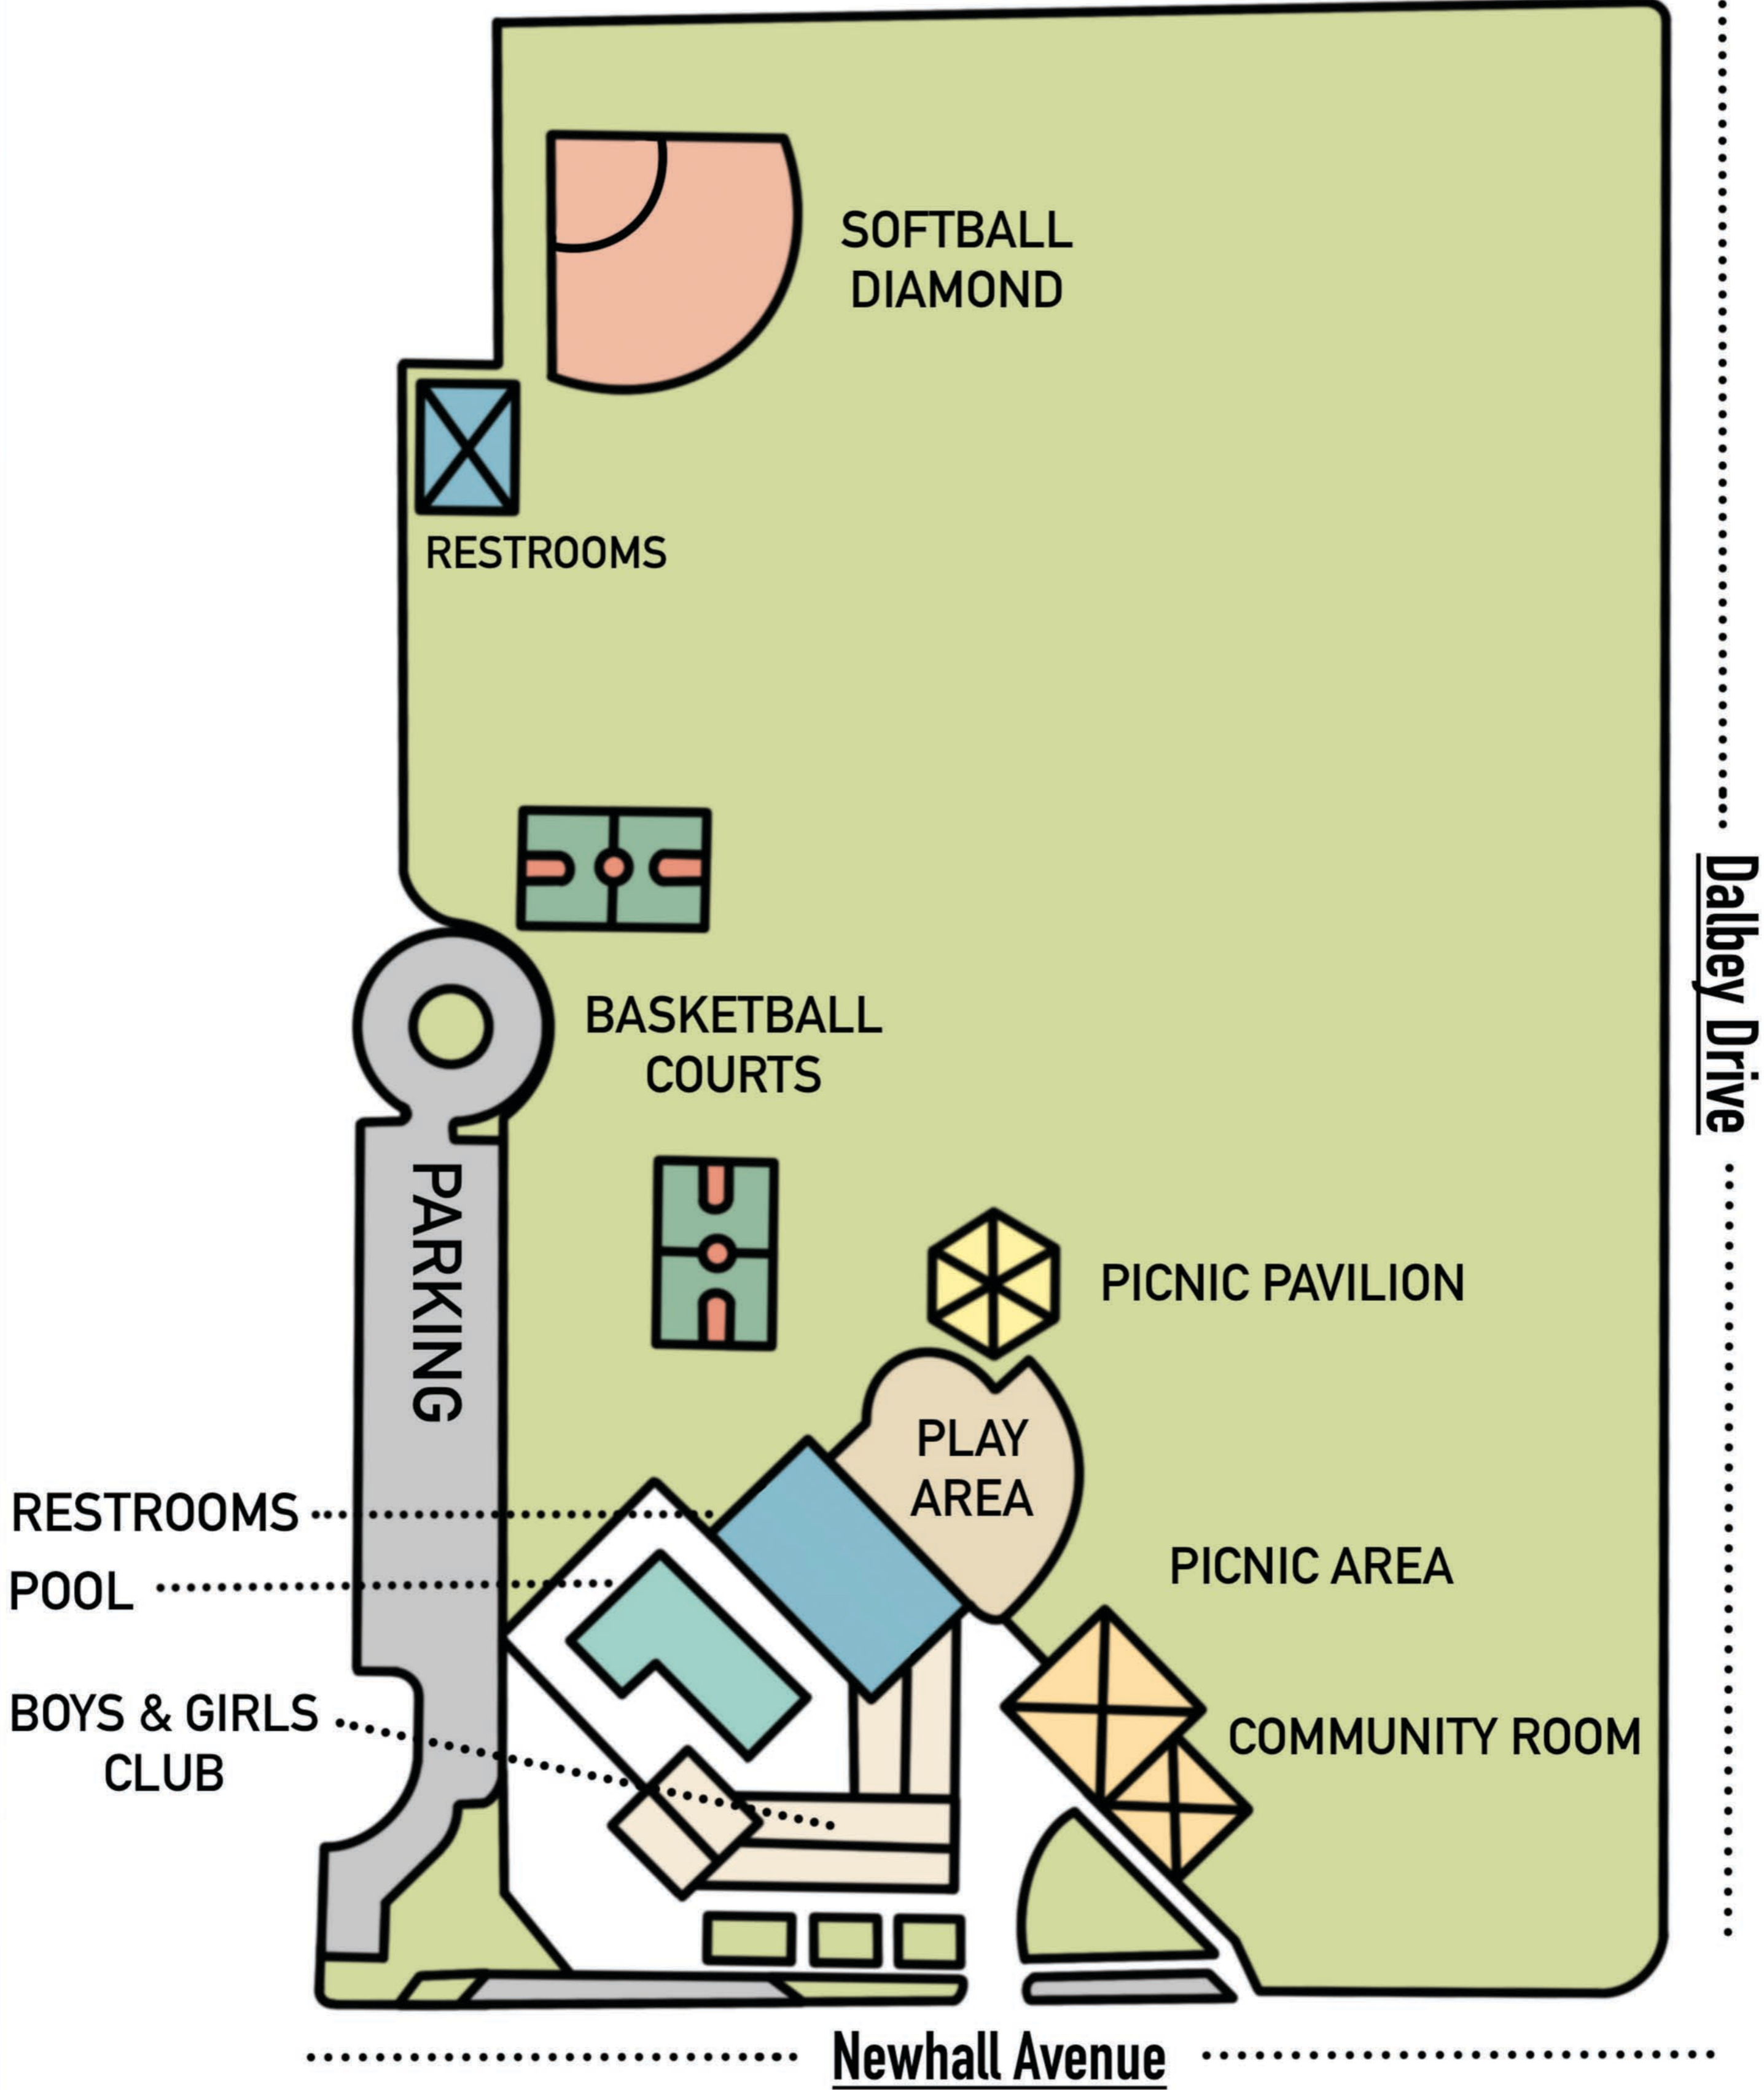 SOFTBALL
DIAMOND
RESTROOMS
Dalbey Drive
BASKETBALL
COURTS
PARKING
PICNIC PAVILION
PLAY
AREA
RESTROOMS
PICNIC AREA
POOL
BOYS & GIRLS
CLUB
COMMUNITY ROOM
Newhall Avenue